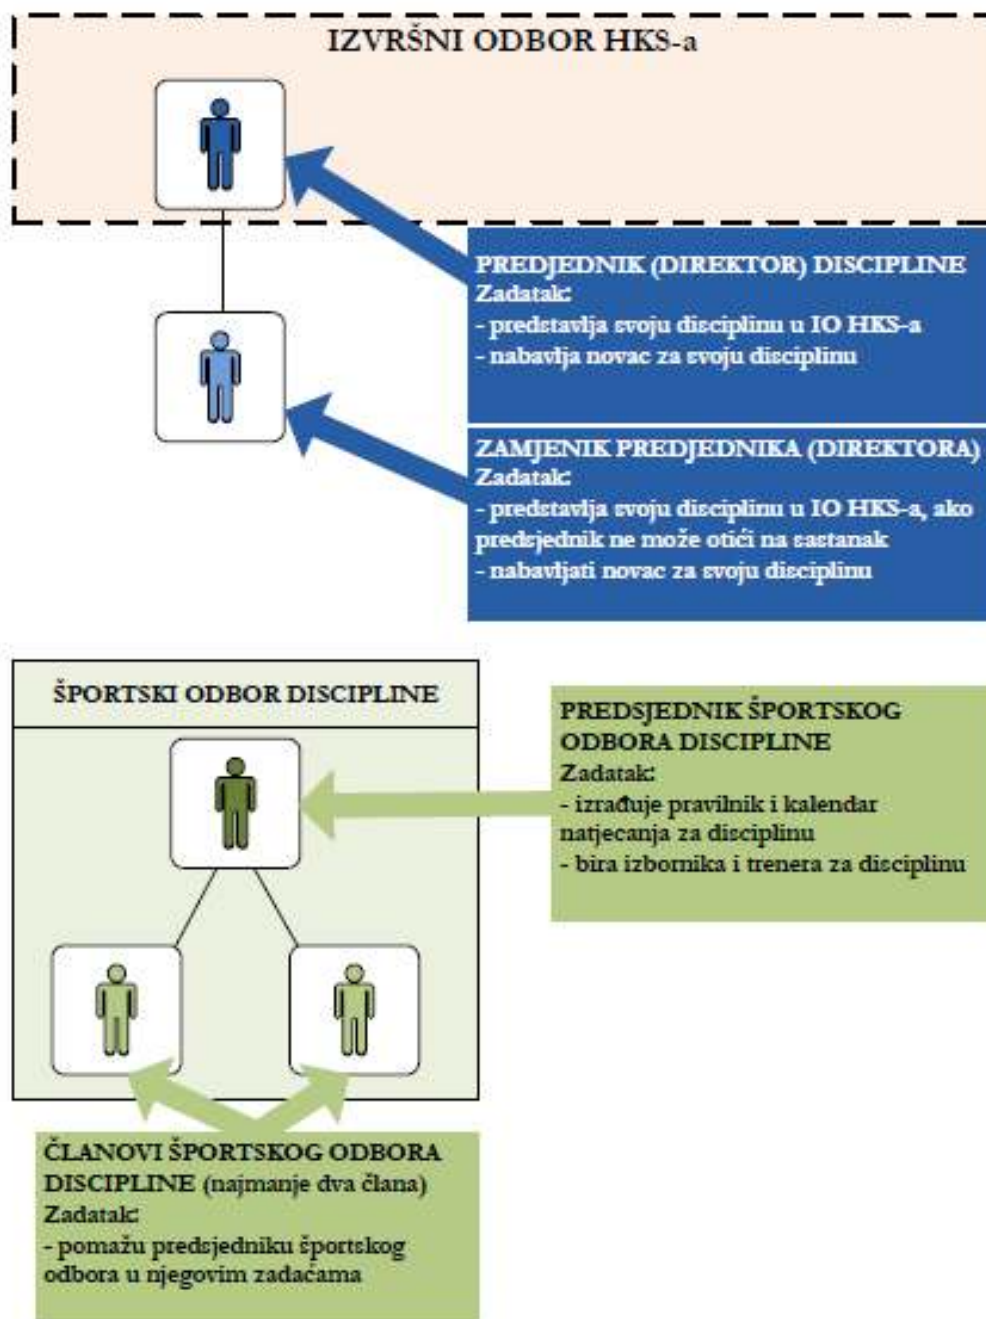 IZVRŠNI ODBOR HKS-a
PREDJEDNIK (DIREKTOR) DISCIPLINE
Zadatak:
- predstavlja svoju disciplinu u IO HKS-a
- nabavlja novac za svoju disciplinu
ZAMJENIK PREDJEDNIKA (DIREKTORA)
Zadatak:
- predstavlja svoju disciplinu u IO HKS-a, ako
predsjednik ne može otići na sastanak
- nabavljati novac za svoju disciplinu
ŠPORTSKI ODBOR DISCIPLINE
PREDSJEDNIK ŠPORTSKOG
ODBORA DISCIPLINE
Zadatak:
- izrađuje pravilnik i kalendar
natjecanja za disciplinu
- bira izbornika i trenera za disciplinu
ČLANOVI ŠPORTSKOG ODBORA
DISCIPLINE (najmanje dva člana)
Zadatak:
- pomažu predsjedniku športskog
odbora u njegovim zadaćama